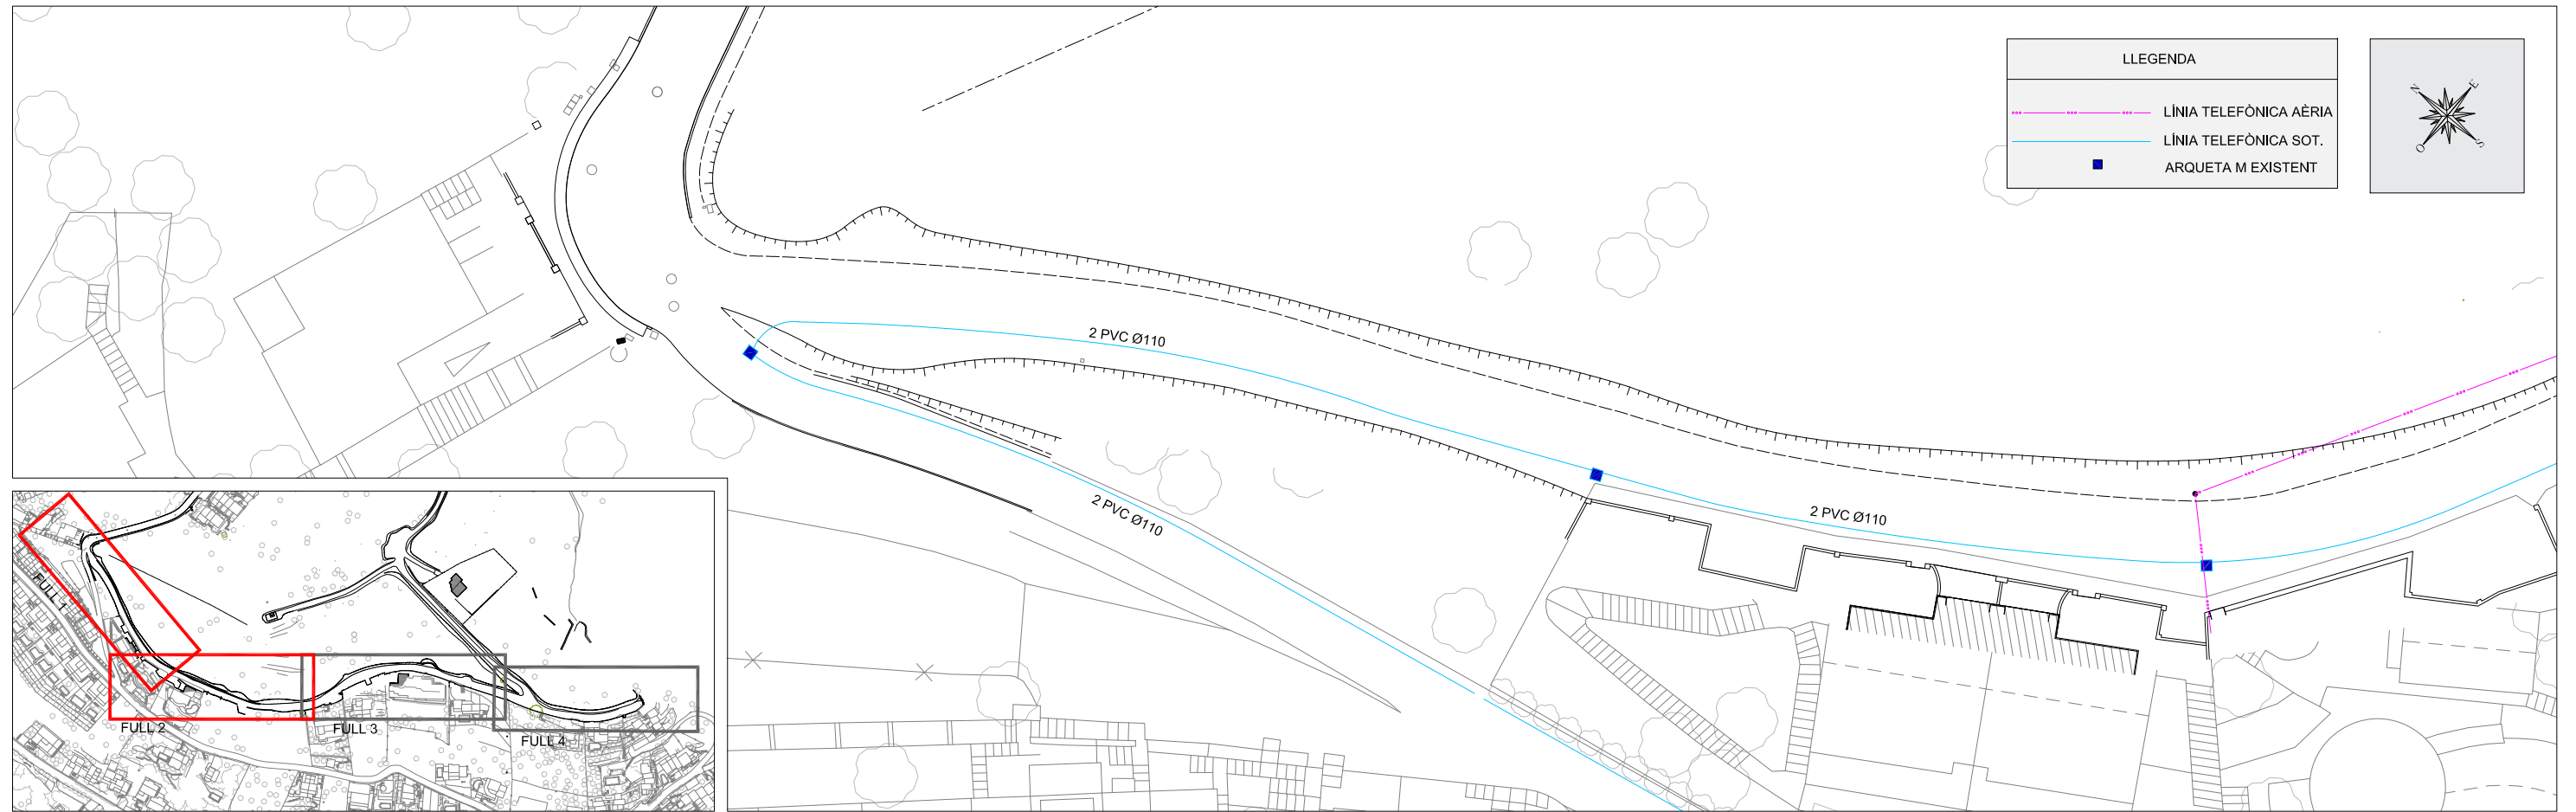 LLEGENDA
LÍNIA TELEFÒNICA AÈRIA
LÍNIA TELEFÒNICA SOT.
ARQUETA M EXISTENT
N
E
O
S
2 PVC Ø110
2 PVC Ø110
2 PVC Ø110
FULL 1
FULL 2
FULL 3
FULL 4